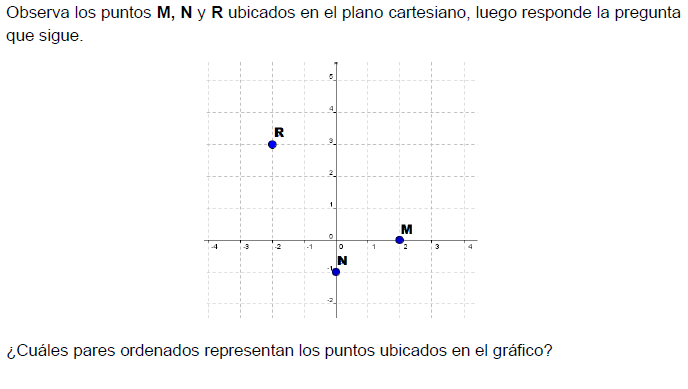 Observa los puntos M, N y R ubicados en el plano cartesiano, luego responde la pregunta
que sigue.
5
4
R
3
2
1
M
0
-4 -3 -2 -1 0 1 2 3 4
N
-1
-2
¿Cuáles pares ordenados representan los puntos ubicados en el gráfico?